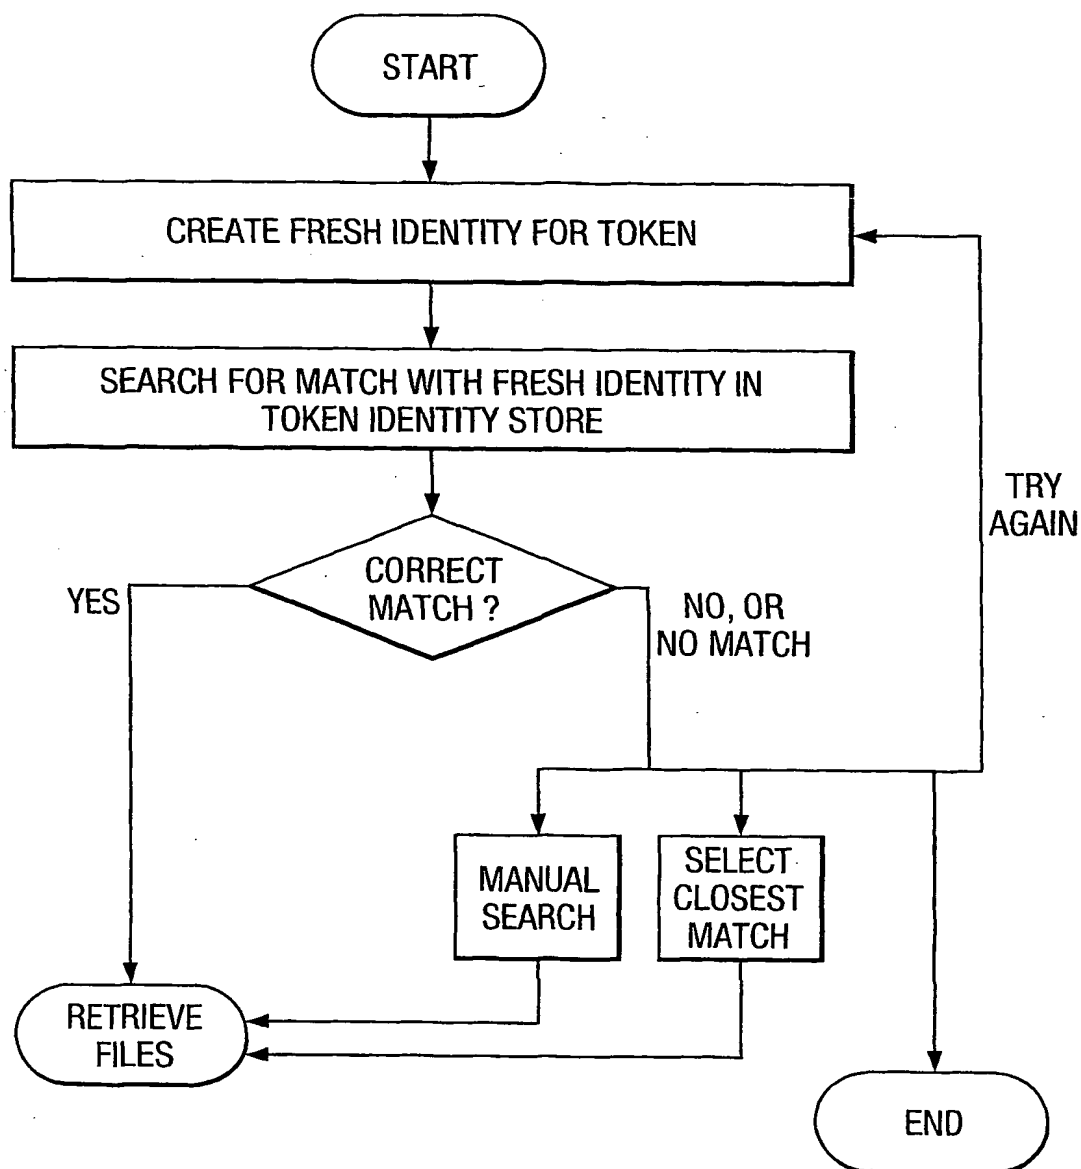 START
CREATE FRESH IDENTITY FOR TOKEN
SEARCH FOR MATCH WITH FRESH IDENTITY IN
TOKEN IDENTITY STORE
TRY
AGAIN
CORRECT
MATCH ?
YES
NO, OR
NO MATCH
MANUAL
SEARCH
SELECT
CLOSEST
MATCH
RETRIEVE
FILES
END